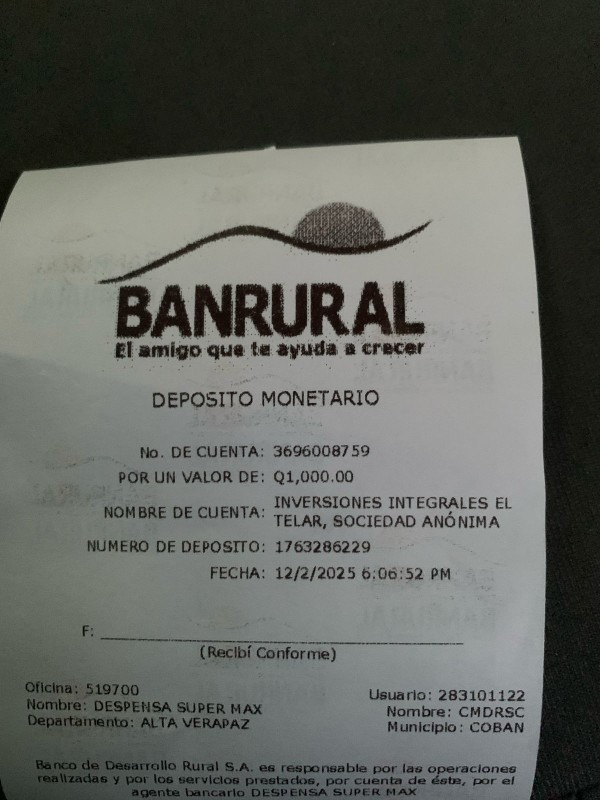 BANRURAL
El amigo que te ayuda a crecer
DEPOSITO MONETARIO
No. DE CUENTA: 3696008759
POR UN VALOR DE: Q1,000.00
NOMBRE DE CUENTA: INVERSIONES INTEGRALES EL
TELAR, SOCIEDAD ANÓNIMA
NUMERO DE DEPOSITO: 1763286229
FECHA: 12/2/2025 6:06:52 PM
F:
(Recibí Conforme)
Oficina: 519700
Nombre: DESPENSA SUPER MAX
Departamento: ALTA VERAPAZ
Usuario: 283101122
Nombre: CMDRSC
Municipio: COBAN
Banco de Desarrollo Rural S.A. es responsable por las operaciones
realizadas y por los servicios prestados, por cuenta de éste, por el
agente bancario DESPENSA SUPER MAX